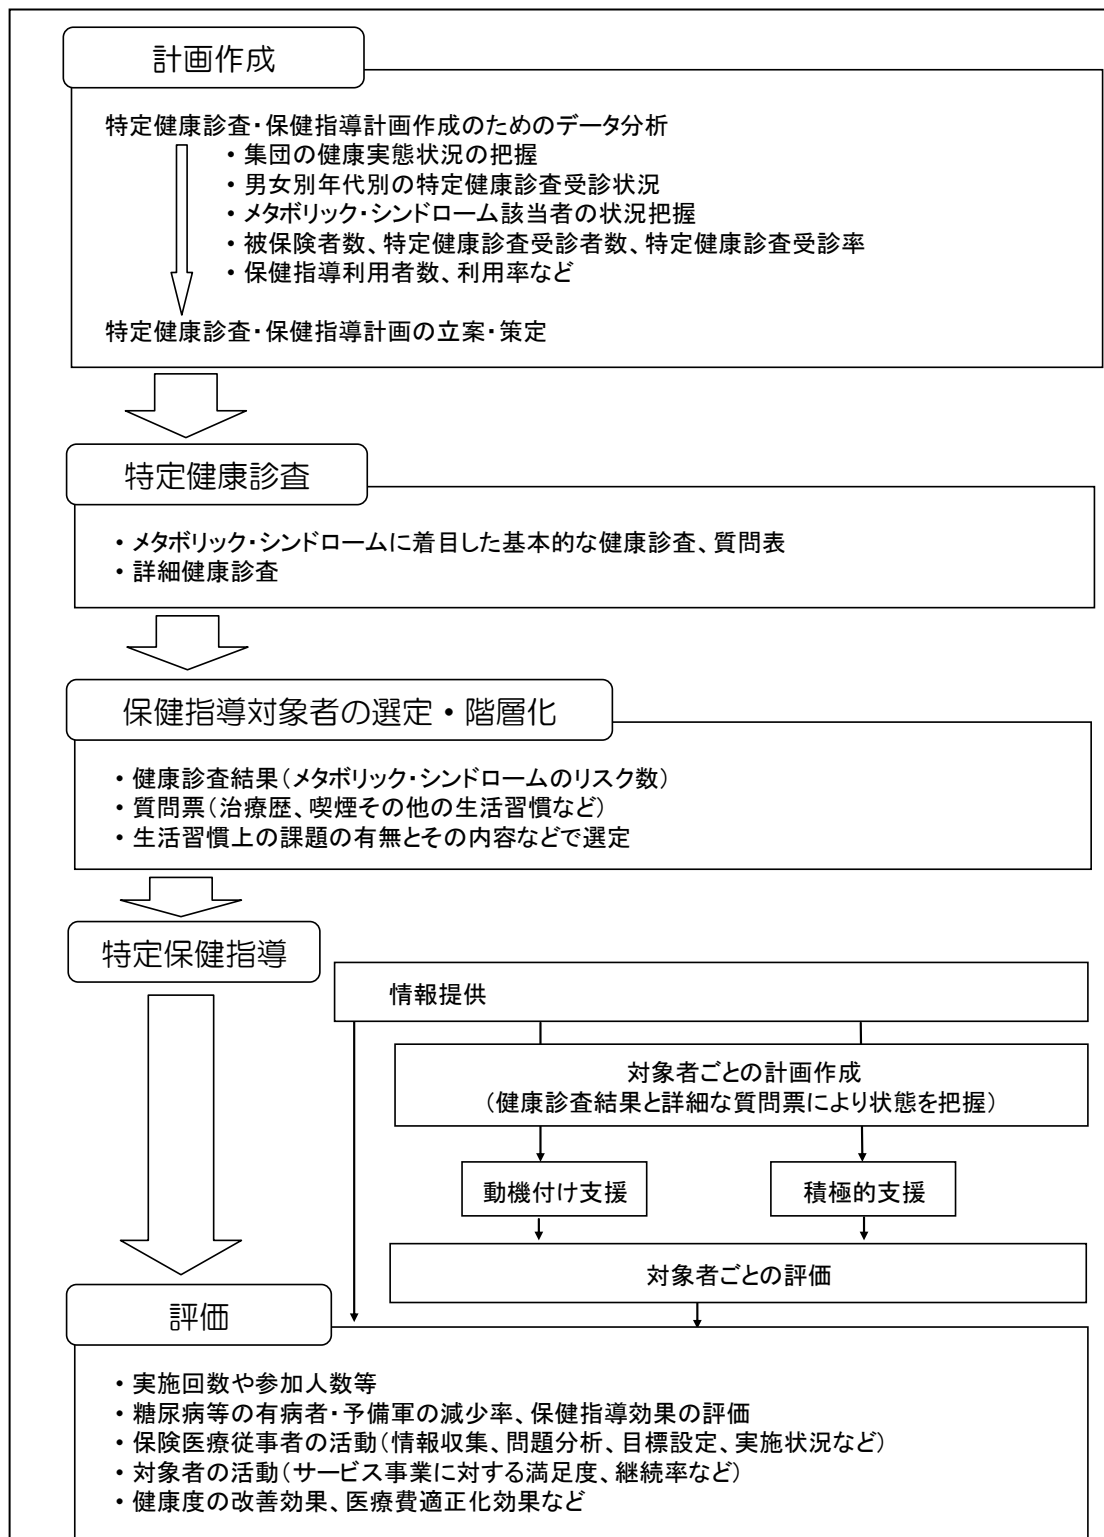 計画作成
特定健康診査・保健指導計画作成のためのデータ分析
・集団の健康実態状況の把握
・男女別年代別の特定健康診査受診状況
・メタボリック・シンドローム該当者の状況把握
・被保険者数、特定健康診査受診者数、特定健康診査受診率
・保健指導利用者数、利用率など
特定健康診査・保健指導計画の立案・策定
特定健康診査
・メタボリック・シンドロームに着目した基本的な健康診査、質問表
・詳細健康診査
保健指導対象者の選定・階層化
・健康診査結果(メタボリック・シンドロームのリスク数)
・質問票(治療歴、喫煙その他の生活習慣など)
・生活習慣上の課題の有無とその内容などで選定
特定保健指導
情報提供
対象者ごとの計画作成
(健康診査結果と詳細な質問票により状態を把握)
動機付け支援
積極的支援
対象者ごとの評価
評価
・実施回数や参加人数等
・糖尿病等の有病者・予備軍の減少率、保健指導効果の評価
・保険医療従事者の活動(情報収集、問題分析、目標設定、実施状況など)
・対象者の活動(サービス事業に対する満足度、継続率など)
・健康度の改善効果、医療費適正化効果など